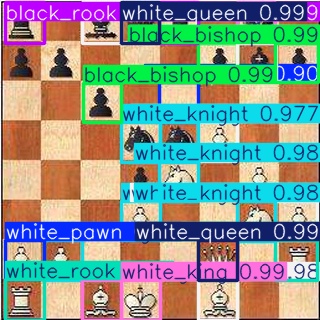 black_rook white_queen 0.999
black_bishop 0.99
black_bishop 0.99 0.90
white_knight 0.977
white_knight 0.98
white_knight 0.98
white_pawn white_queen 0.99
white_rook white_king 0.99 .98